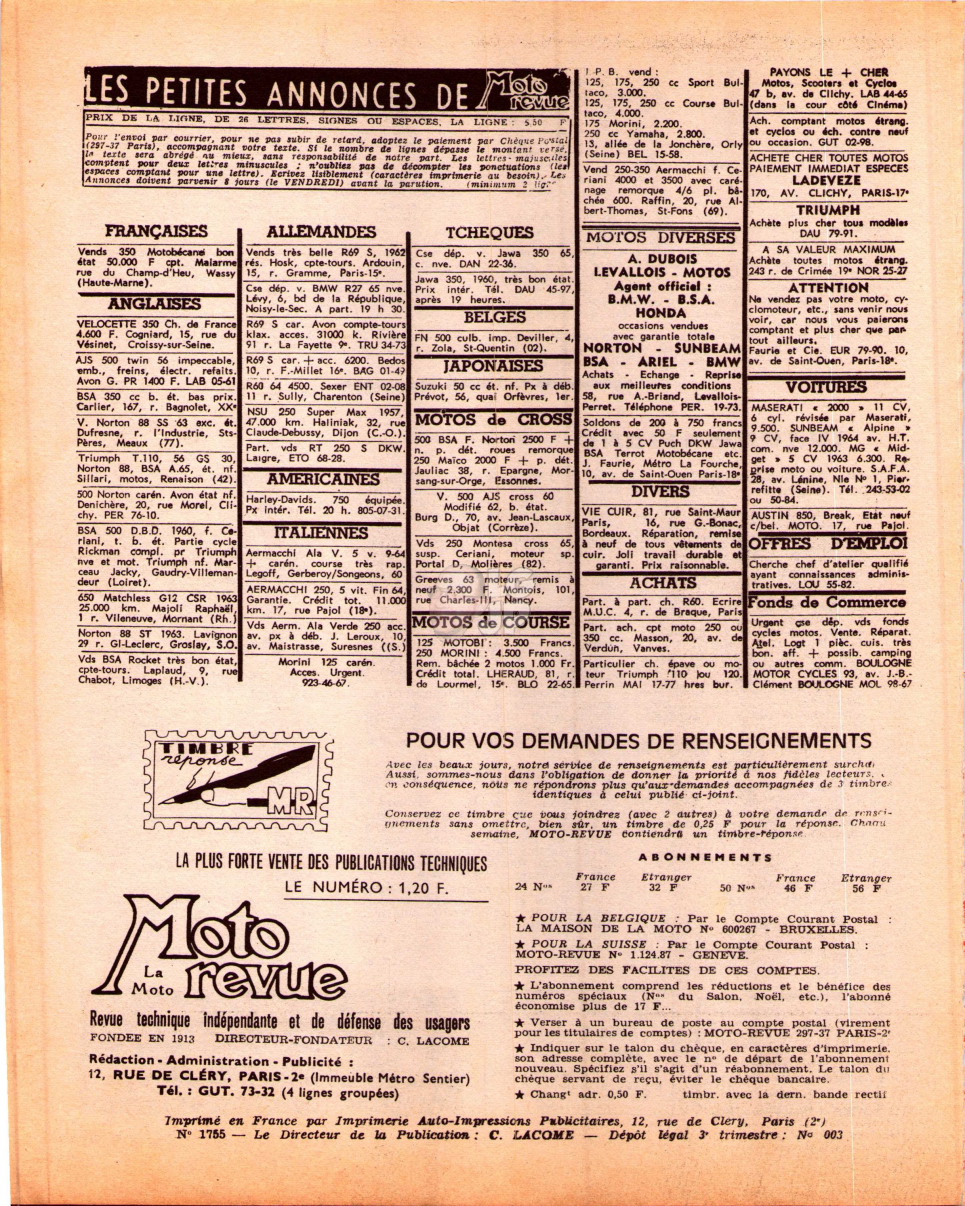 LES PETITES ANNONCES DE Moto revue
PRIX DE LA LIGNE, DE 26 LETTRES, SIGNES OU ESPACES, LA LIGNE : 5.50 F
Pour l'envoi par courrier, pour ne pas subir de retard, adoptez le paiement par Chèque Postal
(297-37 Paris), accompagnant votre texte. Si le nombre de lignes dépasse le montant versé,
le texte sera abrégé au mieux, sans responsabilité de notre part. Les lettres majuscules
comptent pour deux lettres minuscules ; n'oubliez pas de décompter les ponctuations (les
espaces comptant pour une lettre). Ecrivez lisiblement (caractères imprimerie au besoin). Les
Annonces doivent parvenir 8 jours (le VENDREDI) avant la parution. (minimum 2 lig
FRANÇAISES
Vends 350 Motobécane bon
état 50.000 F cpt. Malarme
rue du Champ-d'Heu, Wassy
(Haute-Marne).
ANGLAISES
VELOCETTE 350 Ch. de France
4.600 F. Cogniard, 15, rue du
Vésinet, Croissy-sur-Seine.
AJS 500 twin 56 impeccable,
emb., freins, électr. refaits.
Avon G. PR 1400 F. LAB 05-61
BSA 350 cc b. ét. bas prix.
Carlier, 167, r. Bagnolet, XXe
V. Norton 88 SS 63 exc. ét.
Dufresne, r. l'Industrie, Sts-
Pères, Meaux (77).
Triumph T.110, 56 GS 30,
Norton 88, BSA A.65, ét. nf.
Sillari, motos, Renaison (42).
500 Norton carén. Avon état nf.
Denichère, 20, rue Morel, Cli-
chy. PER 76-10.
BSA 500 D.B.D. 1960, f. Ce-
riani, t. b. ét. Partie cycle
Rickman compl. pr Triumph
nve et mot. Triumph nf. Mar-
ceau Jacky, Gaudry-Villeman-
deur (Loiret).
650 Matchless G12 CSR 1963
25.000 km. Majoli Raphaël,
1 r. Villeneuve, Mornant (Rh.)
Norton 88 ST 1963. Lavignon
29 r. Gl-Leclerc, Groslay, S.O.
Vds BSA Rocket très bon état,
cpte-tours. Laplaud, 9, rue
Chabot, Limoges (H.-V.).
ALLEMANDES
Vends très belle R69 S, 1962
rés. Hosk, cpte-tours. Ardouin,
15, r. Gramme, Paris-15e.
Cse dép. v. BMW R27 65 nve.
Lévy, 6, bd de la République,
Noisy-le-Sec. A part. 19 h 30.
R69 S car. Avon compte-tours
klax. acces. 31000 k. Rivière
91 r. La Fayette 9e. TRU 34-73
R69 S car. + acc. 6200. Bedos
10, r. F.-Millet 16e. BAG 01-49
R60 64 4500. Sexer ENT 02-08
11 r. Sully, Charenton (Seine)
NSU 250 Super Max 1957,
47.000 km. Haliniak, 32, rue
Claude-Debussy, Dijon (C.-O.).
Part. vds RT 250 S DKW.
Laigre, ETO 68-28.
AMERICAINES
Harley-Davids. 750 équipée.
Px intér. Tél. 20 h. 805-07-31.
ITALIENNES
Aermacchi Ala V. 5 v. 9-64
+ carén. course très rap.
Legoff, Gerberoy/Songeons, 60
AERMACCHI 250, 5 vit. Fin 64,
Garantie. Crédit tot. 11.000
km. 17, rue Pajol (18e).
Vds Aerm. Ala Verde 250 acc.
av. px à déb. J. Leroux, 10,
av. Maistrasse, Suresnes ((S.)
Morini 125 carén.
Acces. Urgent.
923-46-67.
TCHEQUES
Cse dép. v. Jawa 350 65,
c. nve. DAN 22-36.
Jawa 350, 1960, très bon état.
Prix intér. Tél. DAU 45-97,
après 19 heures.
BELGES
FN 500 culb. imp. Deviller, 4,
r. Zola, St-Quentin (02).
JAPONAISES
Suzuki 50 cc ét. nf. Px à déb.
Prévot, 56, quai Orfèvres, 1er.
MOTOS de CROSS
500 BSA F. Norton 2500 F +
n. p. dét. roues remorque
250 Maïco 2000 F + p. dét.
Jauliac 38, r. Epargne, Mor-
sang-sur-Orge, Essonnes.
V. 500 AJS cross 60
Modifié 62, b. état.
Burg D., 70, av. Jean-Lascaux,
Objat (Corrèze).
Vds 250 Montesa cross 65,
susp. Ceriani, moteur sp.
Portal D, Molières (82).
Greeves 63 moteur remis à
neuf 2.300 F. Montois, 101,
rue Charles-III, Nancy.
MOTOS de COURSE
125 MOTOBI : 3.500 Francs.
250 MORINI : 4.500 Francs.
Rem. bâchée 2 motos 1.000 Fr.
Crédit total. LHERAUD, 81, r.
de Lourmel, 15e. BLO 22-65.
1 P. B. vend :
125, 175, 250 cc Sport Bul-
taco, 3.000.
125, 175, 250 cc Course Bul-
taco, 4.000.
175 Morini, 2.200.
250 cc Yamaha, 2.800.
13, allée de la Jonchère, Orly
(Seine) BEL 15-58.
Vend 250-350 Aermacchi f. Ce-
riani 4000 et 3500 avec caré-
nage remorque 4/6 pl. bâ-
chée 600. Raffin, 20, rue Al-
bert-Thomas, St-Fons (69).
MOTOS DIVERSES
A. DUBOIS
LEVALLOIS - MOTOS
Agent officiel :
B.M.W. - B.S.A.
HONDA
occasions vendues
avec garantie totale
NORTON - SUNBEAM
BSA - ARIEL - BMW
Achats - Echange - Reprise
aux meilleures conditions
58, rue A.-Briand, Levallois-
Perret. Téléphone PER. 19-73.
Soldons de 200 à 750 francs
Crédit avec 50 F seulement
de 1 à 5 CV Puch DKW Jawa
BSA Terrot Motobécane etc.
J. Faurie, Métro La Fourche,
10, av. de Saint-Ouen Paris-18e
DIVERS
VIE CUIR, 81, rue Saint-Maur
Paris, 16, rue G.-Bonac,
Bordeaux. Réparation, remise
à neuf de tous vêtements de
cuir. Joli travail durable et
garanti. Prix raisonnable.
ACHATS
Part. à part. ch. R60. Ecrire
M.U.C. 4, r. de Braque, Paris
Part. ach. cpt moto 250 ou
350 cc. Masson, 20, av. de
Verdun, Vanves.
Particulier ch. épave ou mo-
teur Triumph 110 ou 120.
Perrin MAI 17-77 hres bur.
PAYONS LE + CHER
Motos, Scooters et Cyclos
47 b, av. de Clichy. LAB 44-65
(dans la cour côté Cinéma)
Ach. comptant motos étrang.
et cyclos ou éch. contre neuf
ou occasion. GUT 02-98.
ACHETE CHER TOUTES MOTOS
PAIEMENT IMMEDIAT ESPECES
LADEVEZE
170, AV. CLICHY, PARIS-17e
TRIUMPH
Achète plus cher tous modèles
DAU 79-91.
A SA VALEUR MAXIMUM
Achète toutes motos étrang.
243 r. de Crimée 19e NOR 25-27
ATTENTION
Ne vendez pas votre moto, cy-
clomoteur, etc., sans venir nous
voir, car nous vous paierons
comptant et plus cher que par-
tout ailleurs.
Faurie et Cie. EUR 79-90. 10,
av. de Saint-Ouen, Paris-18e.
VOITURES
MASERATI « 2000 » 11 CV,
6 cyl. révisée par Maserati,
9.500. SUNBEAM « Alpine »
9 CV, face IV 1964 av. H.T.
com. nve 12.000. MG « Mid-
get » 5 CV 1963 6.300. Re-
prise moto ou voiture. S.A.F.A.
28, av. Lénine, Nle No 1, Pier-
refitte (Seine). Tél. 243-53-02
ou 50-84.
AUSTIN 850, Break, Etat neuf
c/bel. MOTO. 17, rue Pajol.
OFFRES D'EMPLOI
Cherche chef d'atelier qualifié
ayant connaissances adminis-
tratives. LOU 55-82.
Fonds de Commerce
Urgent cse dép. vds fonds
cycles motos. Vente. Réparat.
Atel. Logt 1 pièc. cuis. très
bon. aff. + possib. camping
ou autres comm. BOULOGNE
MOTOR CYCLES 93, av. J.-B.-
Clément BOULOGNE MOL 98-67
TIMBRE
réponse
MR
POUR VOS DEMANDES DE RENSEIGNEMENTS
Avec les beaux jours, notre service de renseignements est particulièrement surcha
Aussi, sommes-nous dans l'obligation de donner la priorité à nos fidèles lecteurs.
en conséquence, nous ne répondrons plus qu'aux demandes accompagnées de 3 timbres
identiques à celui publié ci-joint.
Conservez ce timbre que vous joindrez (avec 2 autres) à votre demande de rensei-
gnements sans omettre, bien sûr, un timbre de 0,25 F pour la réponse. Chaqu
semaine, MOTO-REVUE contiendra un timbre-réponse
LA PLUS FORTE VENTE DES PUBLICATIONS TECHNIQUES
LE NUMÉRO : 1,20 F.
La Moto
Moto revue
Revue technique indépendante et de défense des usagers
FONDEE EN 1913 DIRECTEUR-FONDATEUR : C. LACOME
Rédaction - Administration - Publicité :
12, RUE DE CLÉRY, PARIS-2e (Immeuble Métro Sentier)
Tél. : GUT. 73-32 (4 lignes groupées)
ABONNEMENTS
France Etranger France Etranger
24 Nos 27 F 32 F 50 Nos 46 F 56 F
★ POUR LA BELGIQUE : Par le Compte Courant Postal :
LA MAISON DE LA MOTO No 600267 - BRUXELLES.
★ POUR LA SUISSE : Par le Compte Courant Postal :
MOTO-REVUE No 1.124.87 - GENEVE.
PROFITEZ DES FACILITES DE CES COMPTES.
★ L'abonnement comprend les réductions et le bénéfice des
numéros spéciaux (Nos du Salon, Noël, etc.), l'abonné
économise plus de 17 F...
★ Verser à un bureau de poste au compte postal (virement
pour les titulaires de comptes) : MOTO-REVUE 297-37 PARIS-2e
★ Indiquer sur le talon du chèque, en caractères d'imprimerie,
son adresse complète, avec le no de départ de l'abonnement
nouveau. Spécifiez s'il s'agit d'un réabonnement. Le talon du
chèque servant de reçu, éviter le chèque bancaire.
★ Changt adr. 0,50 F. timbr. avec la dern. bande rectif
Imprimé en France par Imprimerie Auto-Impressions Publicitaires, 12, rue de Clery, Paris (2e)
No 1755 — Le Directeur de la Publication : C. LACOME — Dépôt légal 3e trimestre : No 003